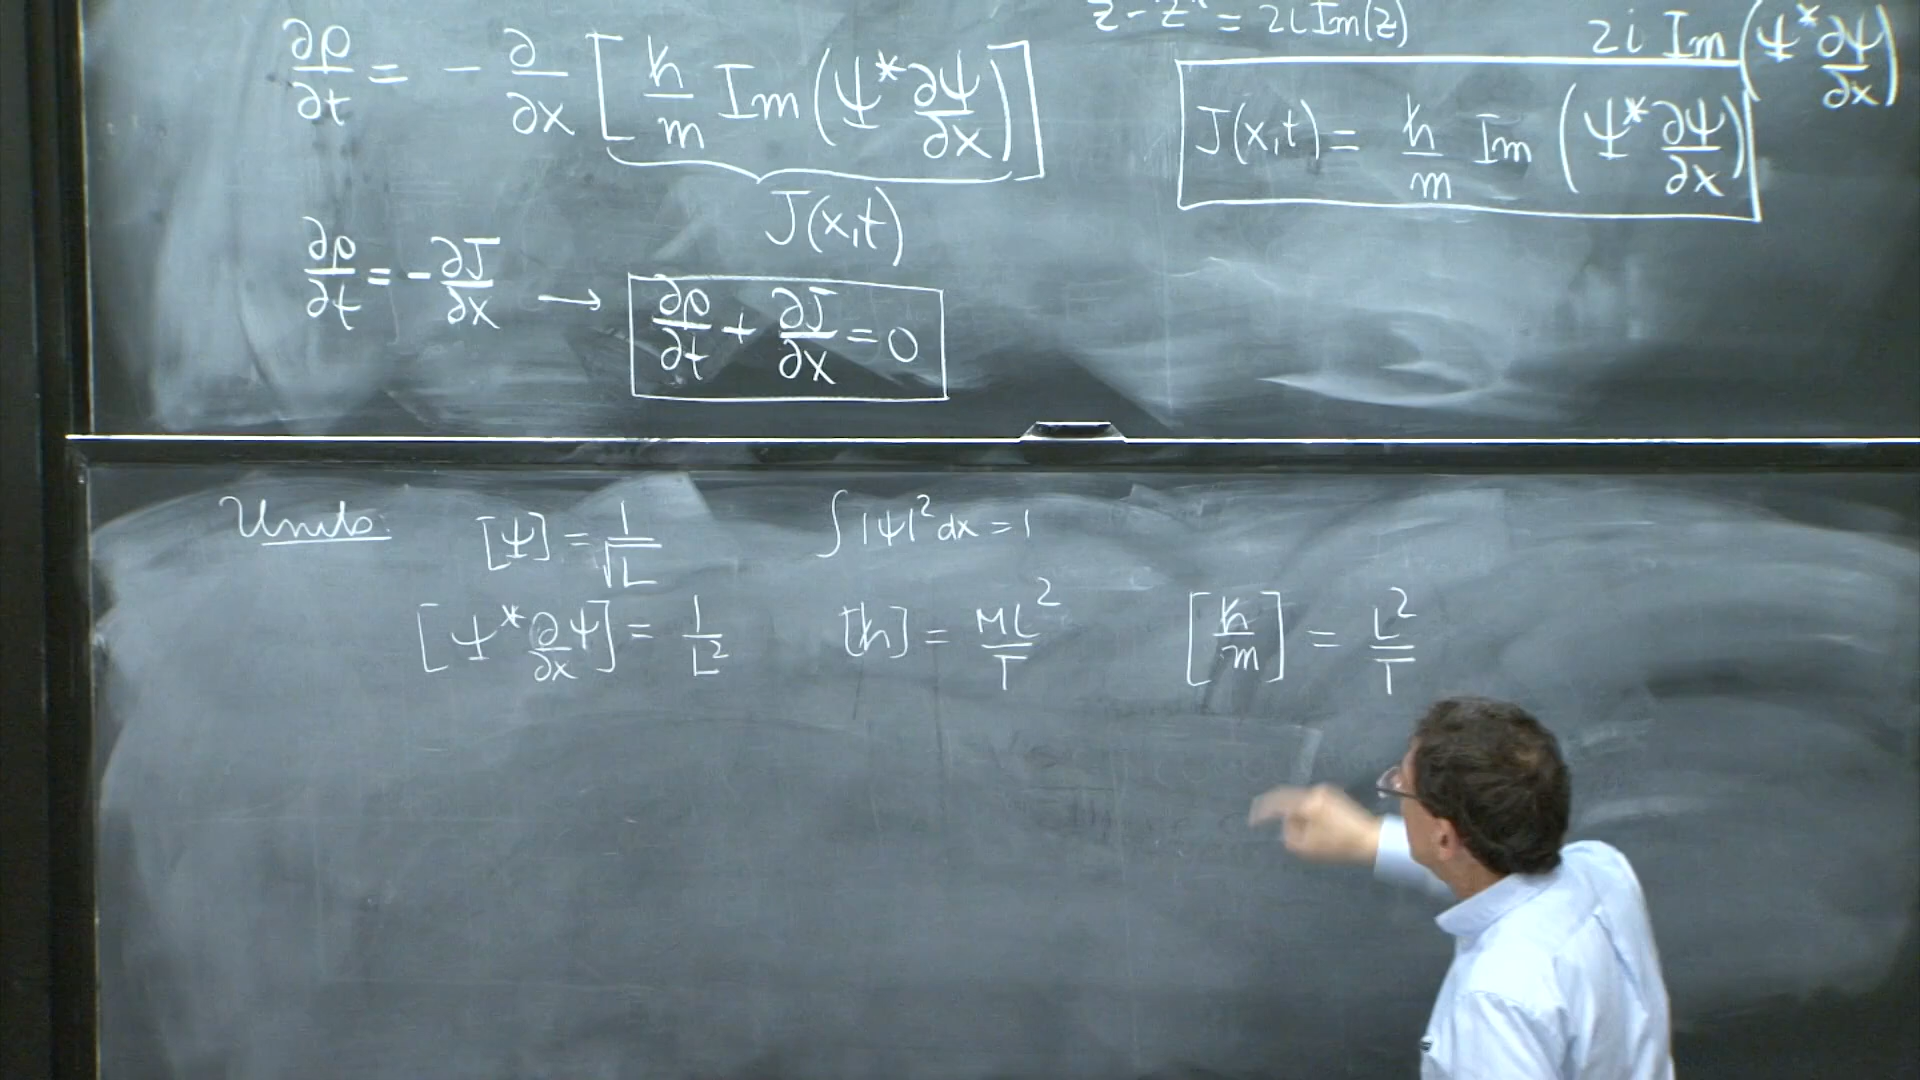 ∂ρ/∂t = - ∂/∂x [ ℏ/m Im (Ψ* ∂Ψ/∂x) ]
J(x,t)
∂ρ/∂t = - ∂J/∂x → ∂ρ/∂t + ∂J/∂x = 0
z - z* = 2i Im(z)
2i Im (Ψ* ∂Ψ/∂x)
J(x,t) = ℏ/m Im (Ψ* ∂Ψ/∂x)
Units: [Ψ] = 1/√L ∫|Ψ|² dx = 1
[Ψ* ∂/∂x Ψ] = 1/L² [ℏ] = ML²/T [ℏ/m] = L²/T